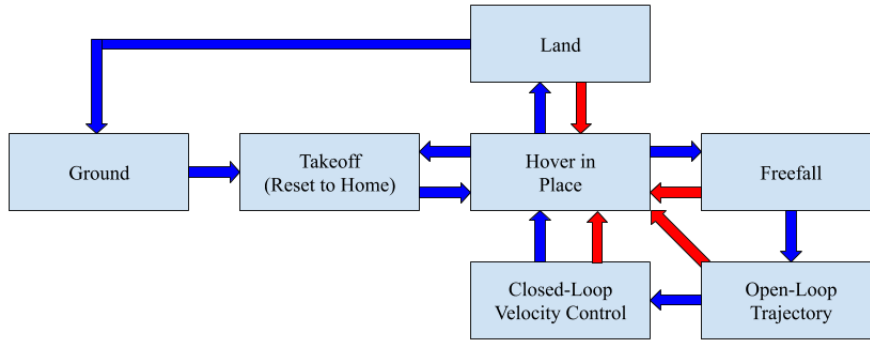 Land
Ground
Takeoff
(Reset to Home)
Hover in
Place
Freefall
Closed-Loop
Velocity Control
Open-Loop
Trajectory